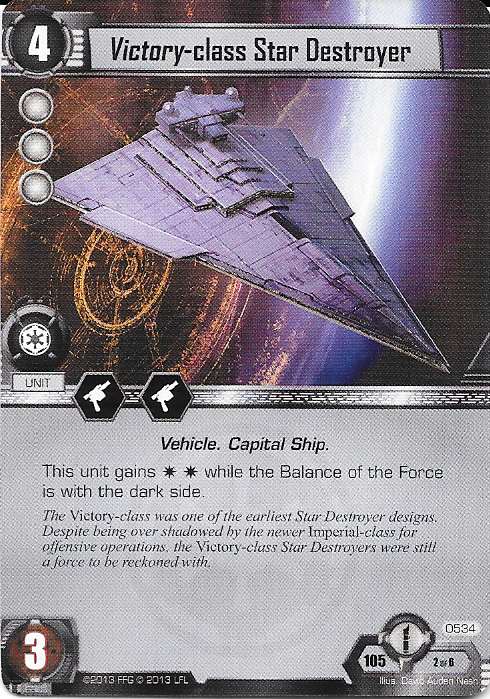 4
Victory-class Star Destroyer
UNIT
Vehicle. Capital Ship.
This unit gains ✷ ✷ while the Balance of the Force
is with the dark side.
The Victory-class was one of the earliest Star Destroyer designs.
Despite being over shadowed by the newer Imperial-class for
offensive operations, the Victory-class Star Destroyers were still
a force to be reckoned with.
0534
3
105
2 of 6
©2013 FFG © 2013 LFL
Illus. David Auden Nash